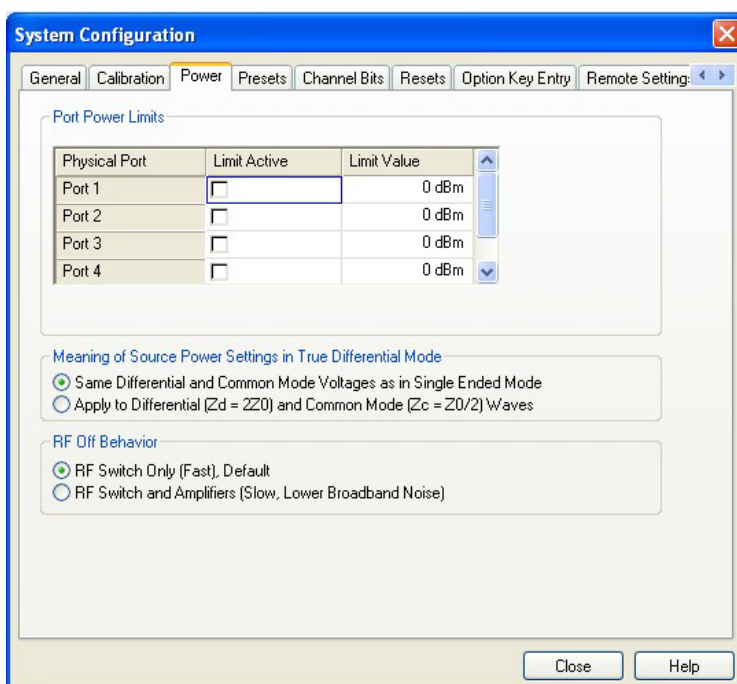 System Configuration
General Calibration Power Presets Channel Bits Resets Option Key Entry Remote Setting
Port Power Limits
Physical Port Limit Active Limit Value
Port 1 0 dBm
Port 2 0 dBm
Port 3 0 dBm
Port 4 0 dBm
Meaning of Source Power Settings in True Differential Mode
Same Differential and Common Mode Voltages as in Single Ended Mode
Apply to Differential (Zd = 2Z0) and Common Mode (Zc = Z0/2) Waves
RF Off Behavior
RF Switch Only (Fast), Default
RF Switch and Amplifiers (Slow, Lower Broadband Noise)
Close Help